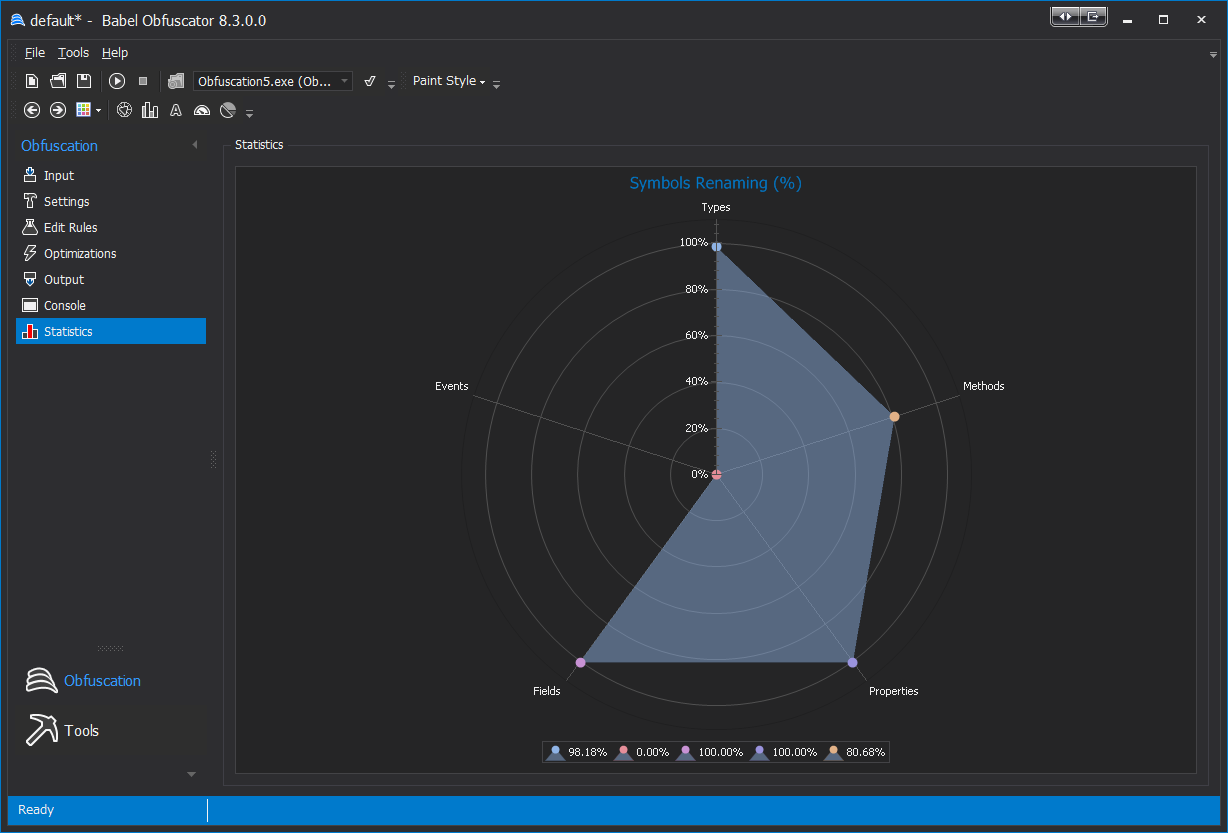 default* - Babel Obfuscator 8.3.0.0
File Tools Help
Obfuscation5.exe (Ob... Paint Style
Obfuscation
Input
Settings
Edit Rules
Optimizations
Output
Console
Statistics
Obfuscation
Tools
Statistics
Symbols Renaming (%)
Types
100%
80%
60%
40%
20%
0%
Events
Methods
Fields
Properties
98.18% 0.00% 100.00% 100.00% 80.68%
Ready